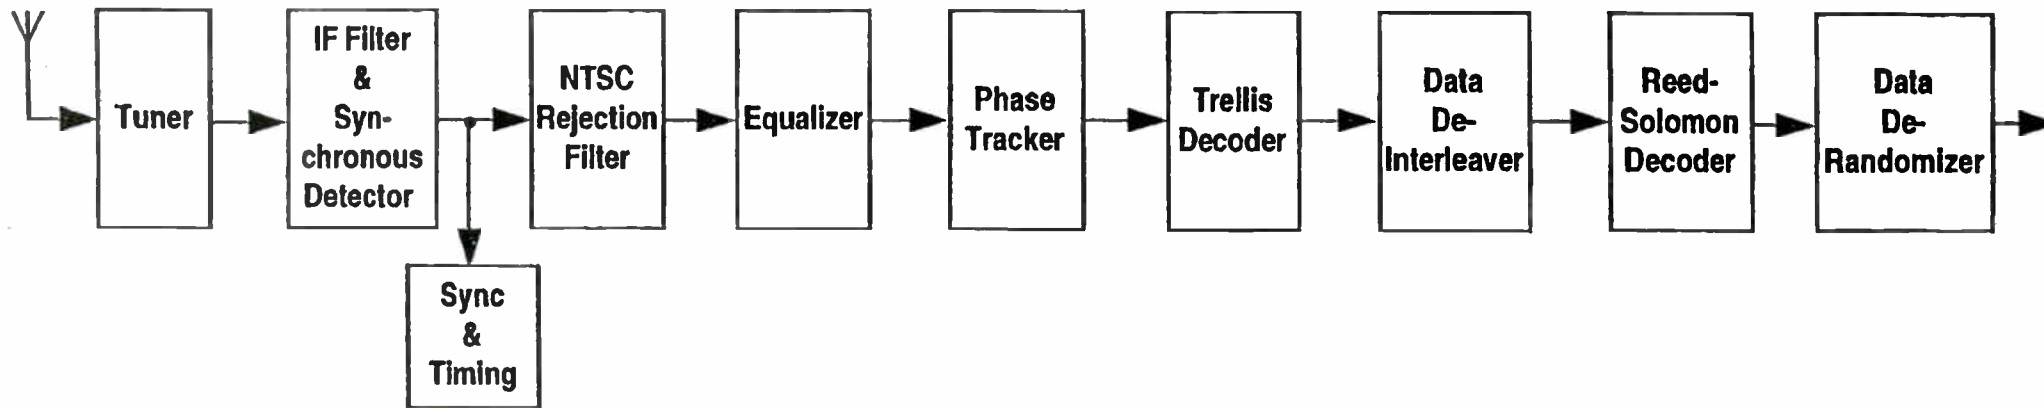 Tuner
IF Filter
&
Syn-
chronous
Detector
NTSC
Rejection
Filter
Equalizer
Phase
Tracker
Trellis
Decoder
Data
De-
Interleaver
Reed-
Solomon
Decoder
Data
De-
Randomizer
Sync
&
Timing